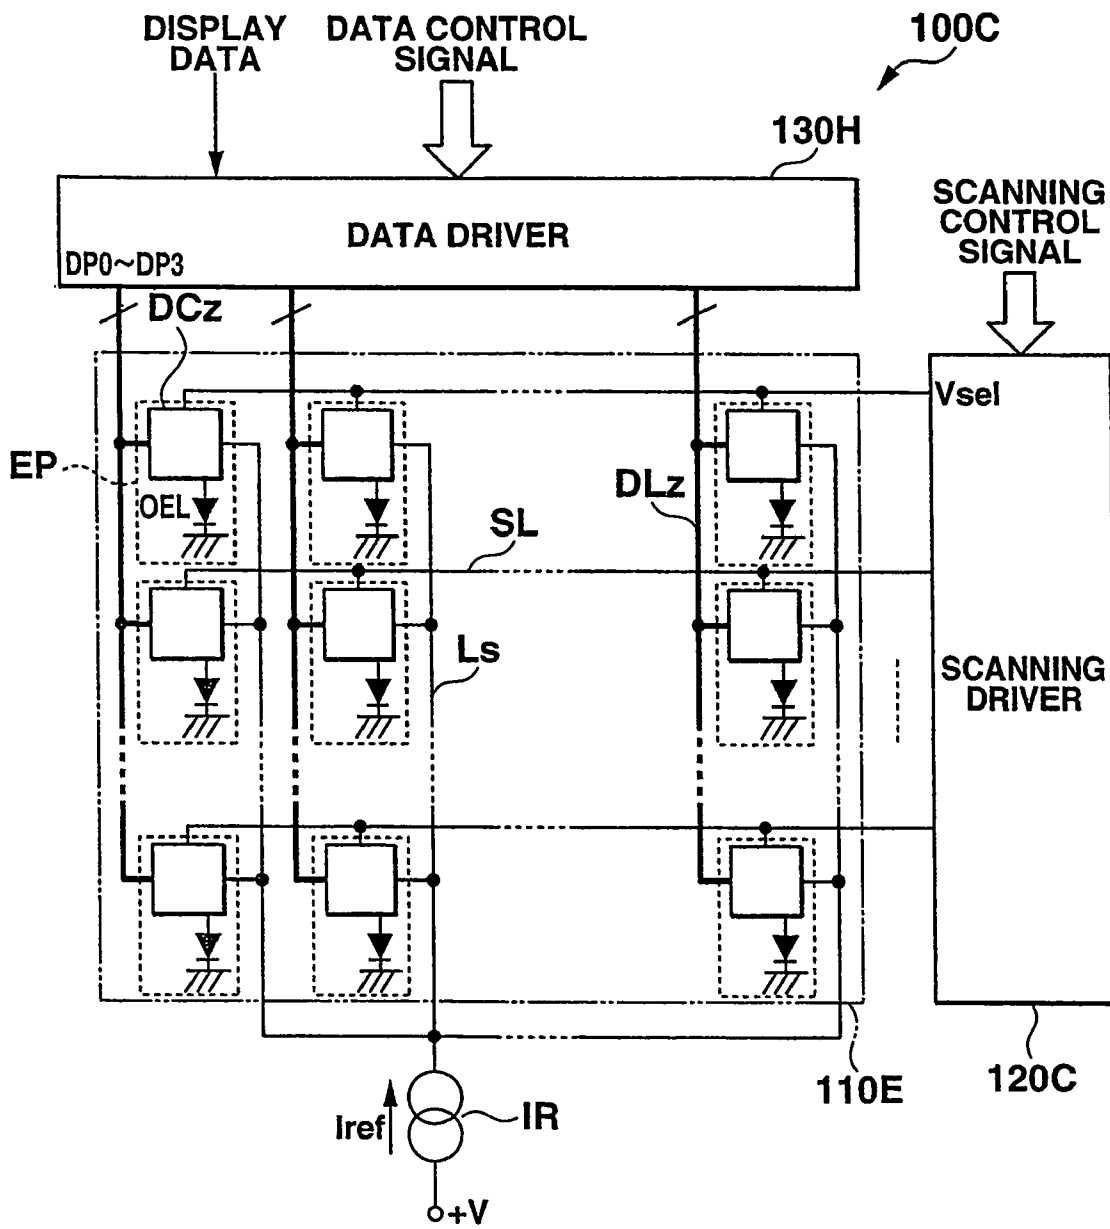 DISPLAY
DATA
DATA CONTROL
SIGNAL
100C
130H
DATA DRIVER
DP0~DP3
SCANNING
CONTROL
SIGNAL
DCz
Vsel
EP
OEL
DLz
SL
Ls
SCANNING
DRIVER
110E
120C
Iref
IR
+V